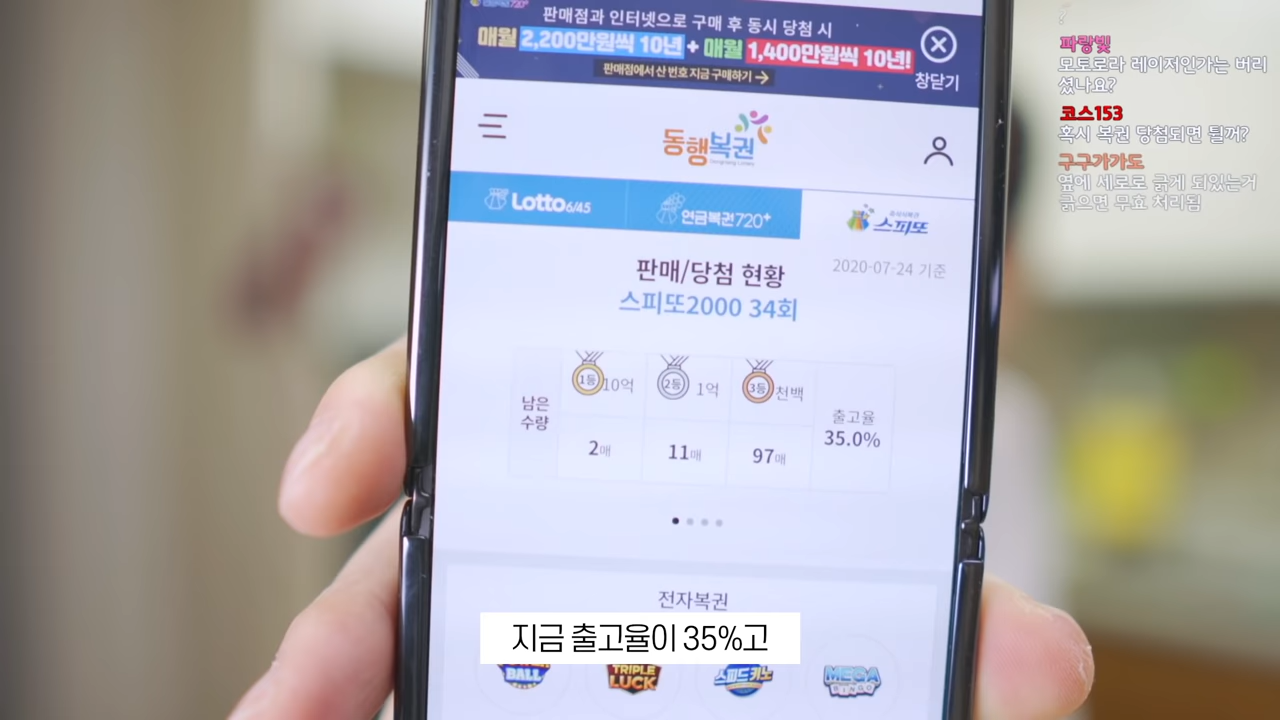 판매점과 인터넷으로 구매 후 동시 당첨 시
매월 2,200만원씩 10년 + 매월 1,400만원씩 10년!
판매점에서 산 번호 지금 구매하기 →
창닫기
동행복권
Lotto 6/45
연금복권720+
스피또
2020-07-24 기준
판매/당첨 현황
스피또2000 34회
남은
수량
1등 10억
2등 1억
3등 천백
출고율
2매
11매
97매
35.0%
전자복권
BALL
TRIPLE
LUCK
스피드키노
MEGA
BINGO
지금 출고율이 35%고
?
파랑빛
모토로라 레이저인가는 버리
셨나요?
코스153
혹시 복권 당첨되면 튈꺼?
구구가가도
옆에 세로로 긁게 되있는거
긁으면 무효 처리됨